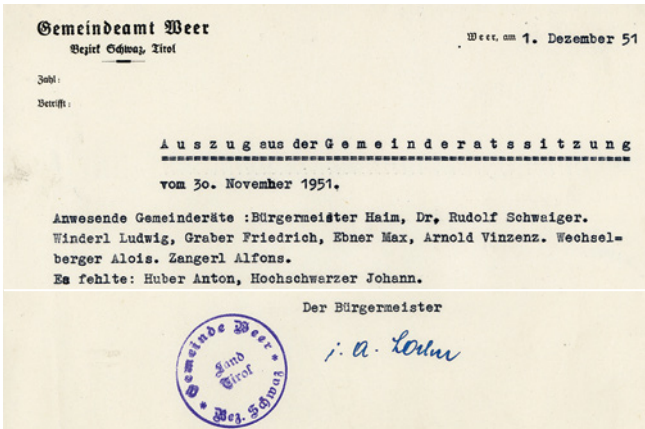 Gemeindeamt Weer
Bezirk Schwaz, Tirol
Weer, am 1. Dezember 51
Zahl:
Betrifft:
Auszug aus der Gemeinderatssitzung
vom 30. November 1951.
Anwesende Gemeinderäte :Bürgermeister Haim, Dr. Rudolf Schwaiger.
Winderl Ludwig, Graber Friedrich, Ebner Max, Arnold Vinzenz. Wechsel=
berger Alois. Zangerl Alfons.
Es fehlte: Huber Anton, Hochschwarzer Johann.
Der Bürgermeister
i. A.
Gemeinde Weer
Land
Tirol
Bez. Schwaz